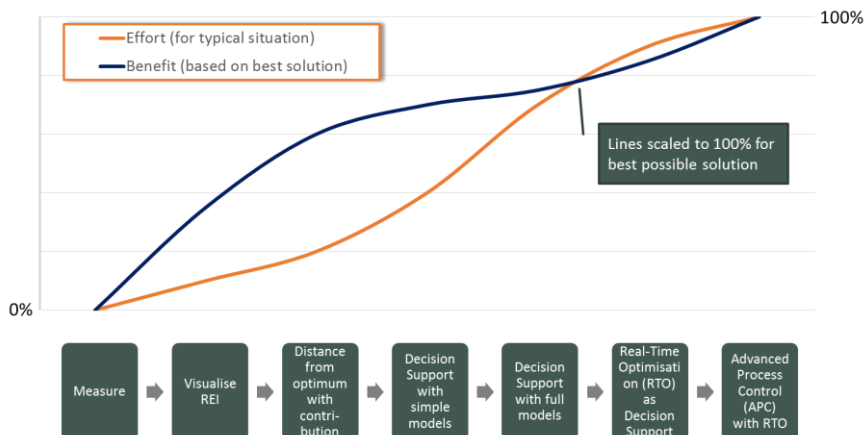 100%
Effort (for typical situation)
Benefit (based on best solution)
Lines scaled to 100% for
best possible solution
0%
Measure
Visualise
REI
Distance
from
optimum
with
contri-
bution
Decision
Support
with
simple
models
Decision
Support
with full
models
Real-Time
Optimisati
on (RTO)
as
Decision
Support
Advanced
Process
Control
(APC)
with RTO